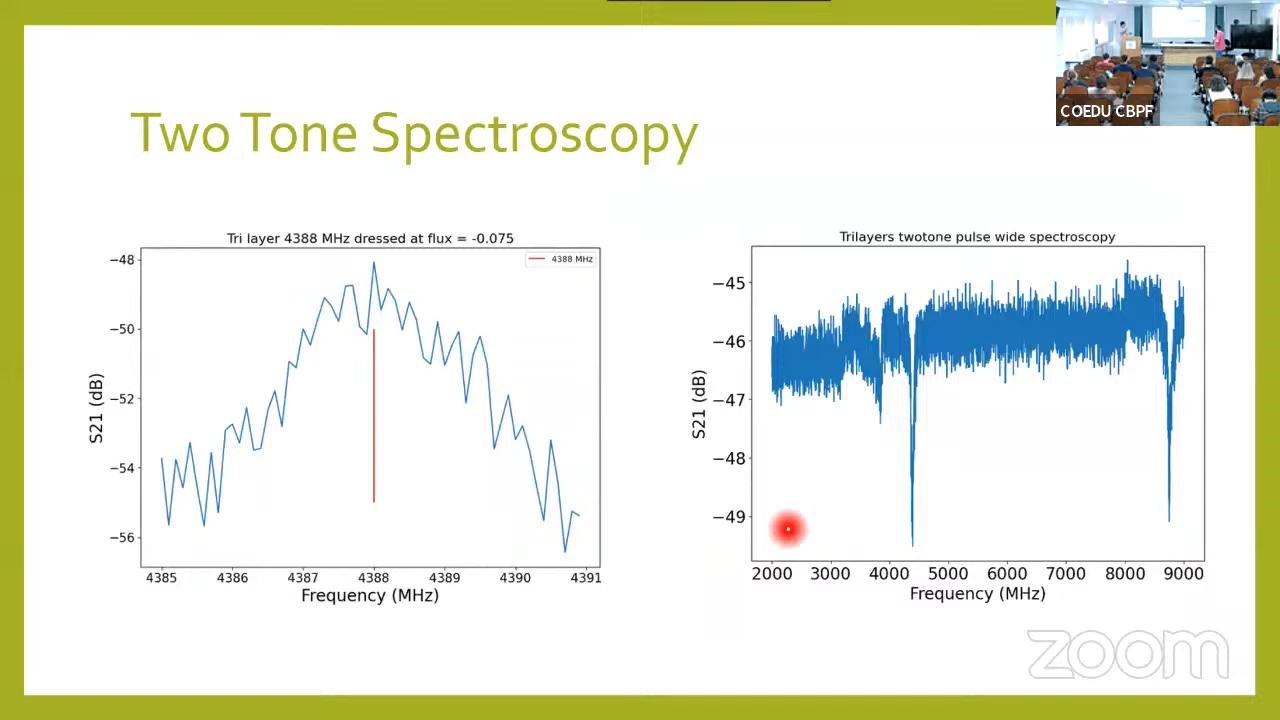 COEDU CBPF
Two Tone Spectroscopy
Tri layer 4388 MHz dressed at flux = -0.075
4388 MHz
S21 (dB)
−48
−50
−52
−54
−56
4385 4386 4387 4388 4389 4390 4391
Frequency (MHz)
Trilayers twotone pulse wide spectroscopy
S21 (dB)
−45
−46
−47
−48
−49
2000 3000 4000 5000 6000 7000 8000 9000
Frequency (MHz)
zoom